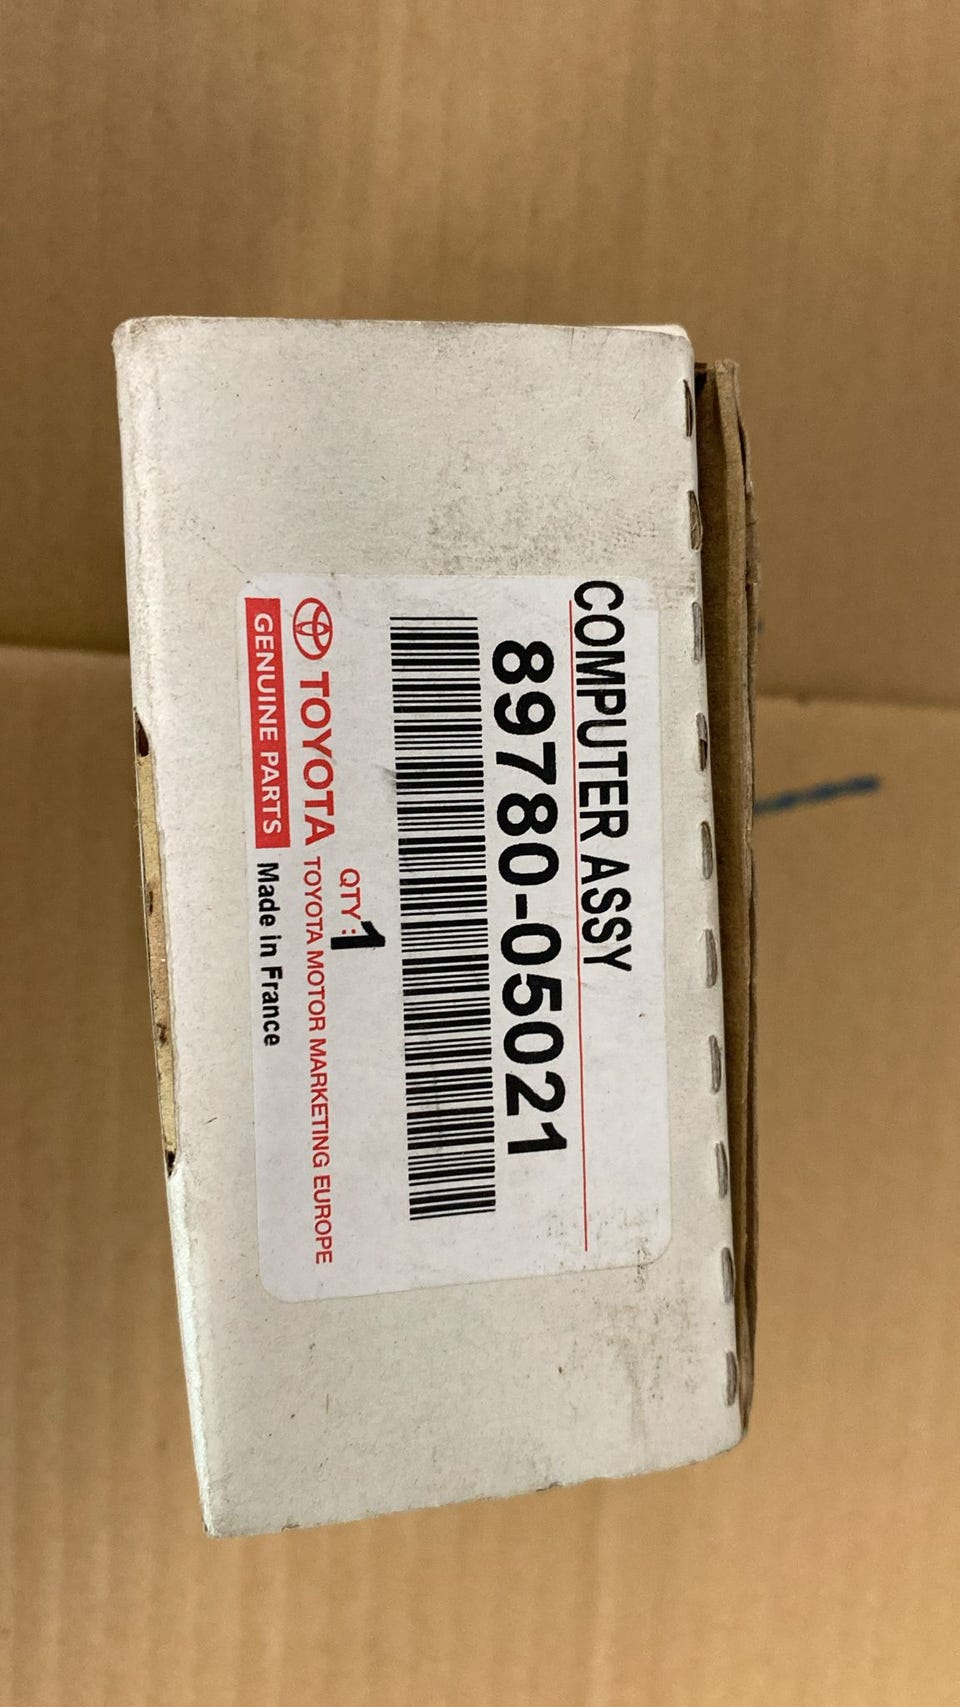 COMPUTER ASSY
89780-05021
QTY:1
TOYOTA TOYOTA MOTOR MARKETING EUROPE
GENUINE PARTS Made in France